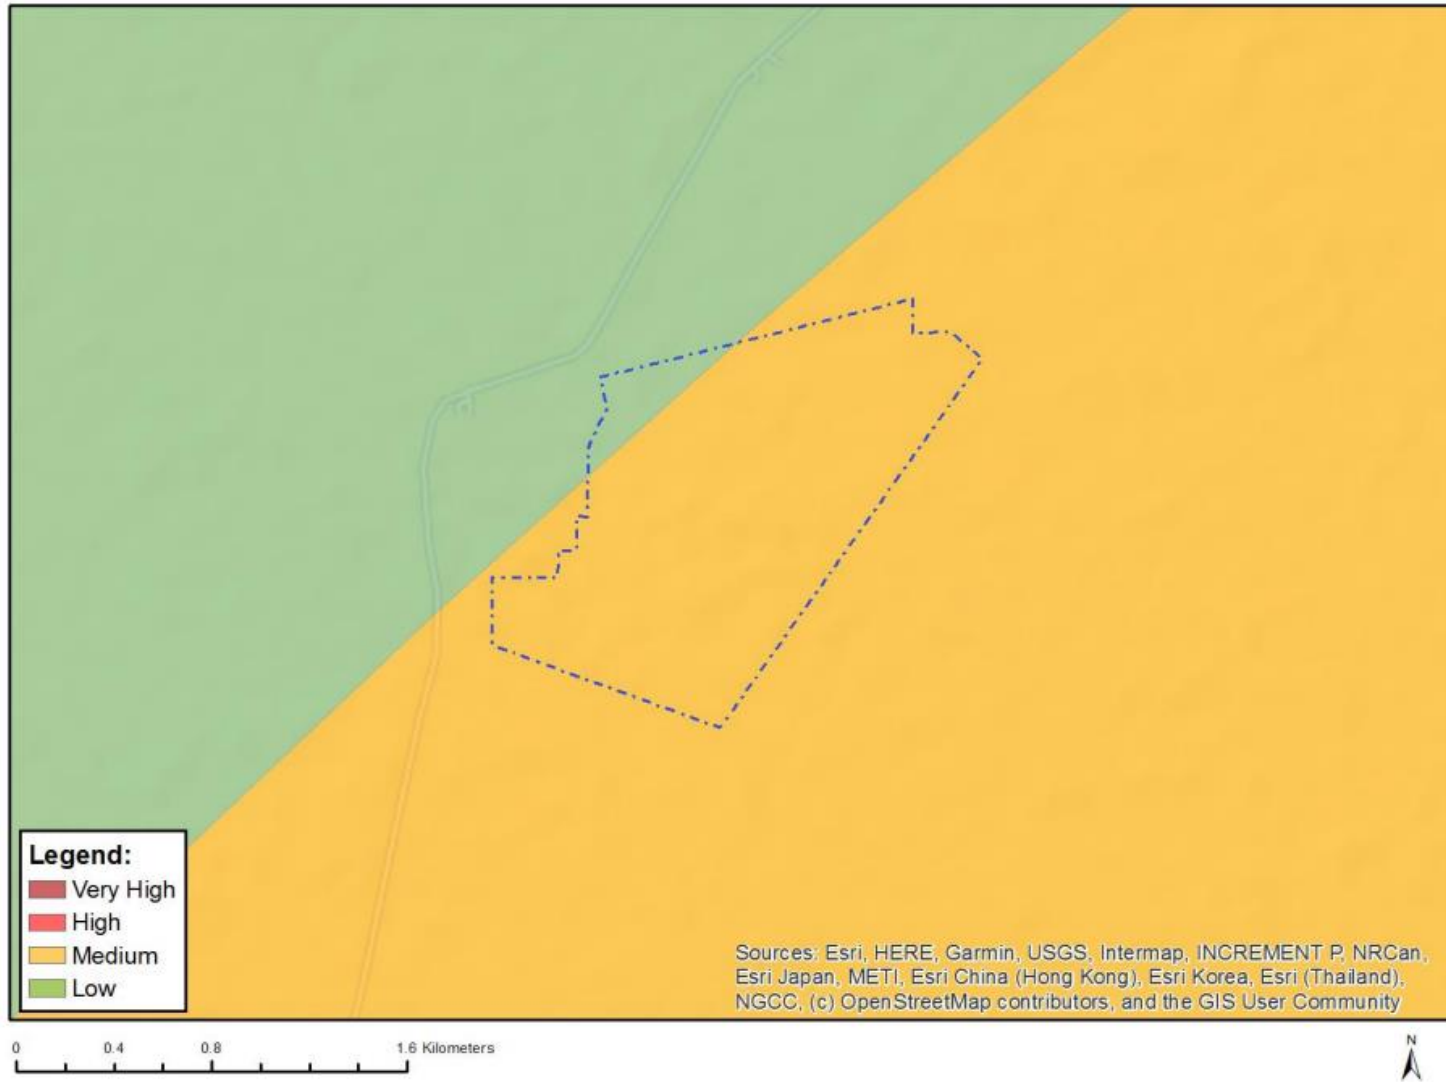 Legend:
Very High
High
Medium
Low
Sources: Esri, HERE, Garmin, USGS, Intermap, INCREMENT P, NRCan,
Esri Japan, METI, Esri China (Hong Kong), Esri Korea, Esri (Thailand),
NGCC, (c) OpenStreetMap contributors, and the GIS User Community
0 0.4 0.8 1.6 Kilometers
N